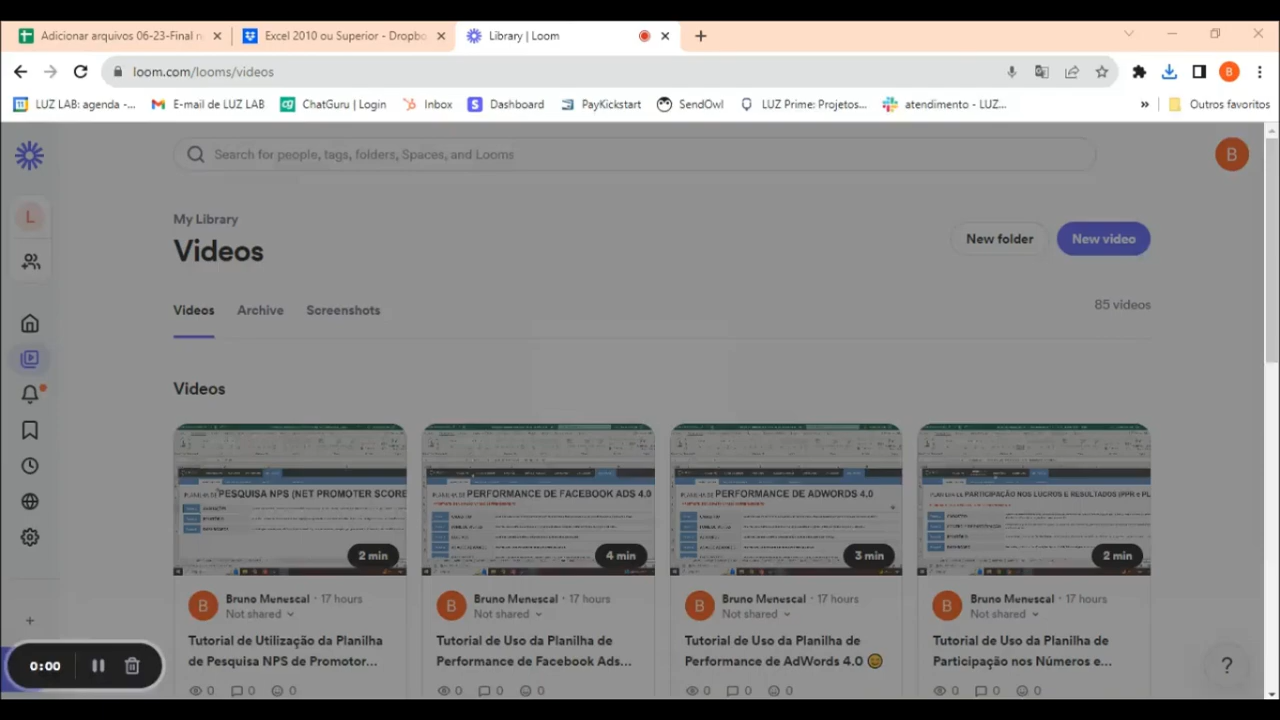 Adicionar arquivos 06-23-Final r
Excel 2010 ou Superior - Dropbo
Library | Loom
loom.com/looms/videos
B
LUZ LAB: agenda -...
E-mail de LUZ LAB
ChatGuru | Login
Inbox
Dashboard
PayKickstart
SendOwl
LUZ Prime: Projetos...
atendimento - LUZ...
»
Outros favoritos
Search for people, tags, folders, Spaces, and Looms
B
L
My Library
Videos
New folder
New video
Videos
Archive
Screenshots
85 videos
Videos
PESQUISA NPS (NET PROMOTER SCORE
2 min
PERFORMANCE DE FACEBOOK ADS 4.0
4 min
PERFORMANCE DE ADWORDS 4.0
3 min
PLANILHA DE PARTICIPAÇÃO NOS LUCROS E RESULTADOS (PPR e PL
2 min
B
Bruno Menescal · 17 hours
Not shared
Tutorial de Utilização da Planilha
de Pesquisa NPS de Promotor...
0 0 0
B
Bruno Menescal · 17 hours
Not shared
Tutorial de Uso da Planilha de
Performance de Facebook Ads...
0 0 0
B
Bruno Menescal · 17 hours
Not shared
Tutorial de Uso da Planilha de
Performance de AdWords 4.0 😊
0 0 0
B
Bruno Menescal · 17 hours
Not shared
Tutorial de Uso da Planilha de
Participação nos Números e...
0 0 0
0:00
?